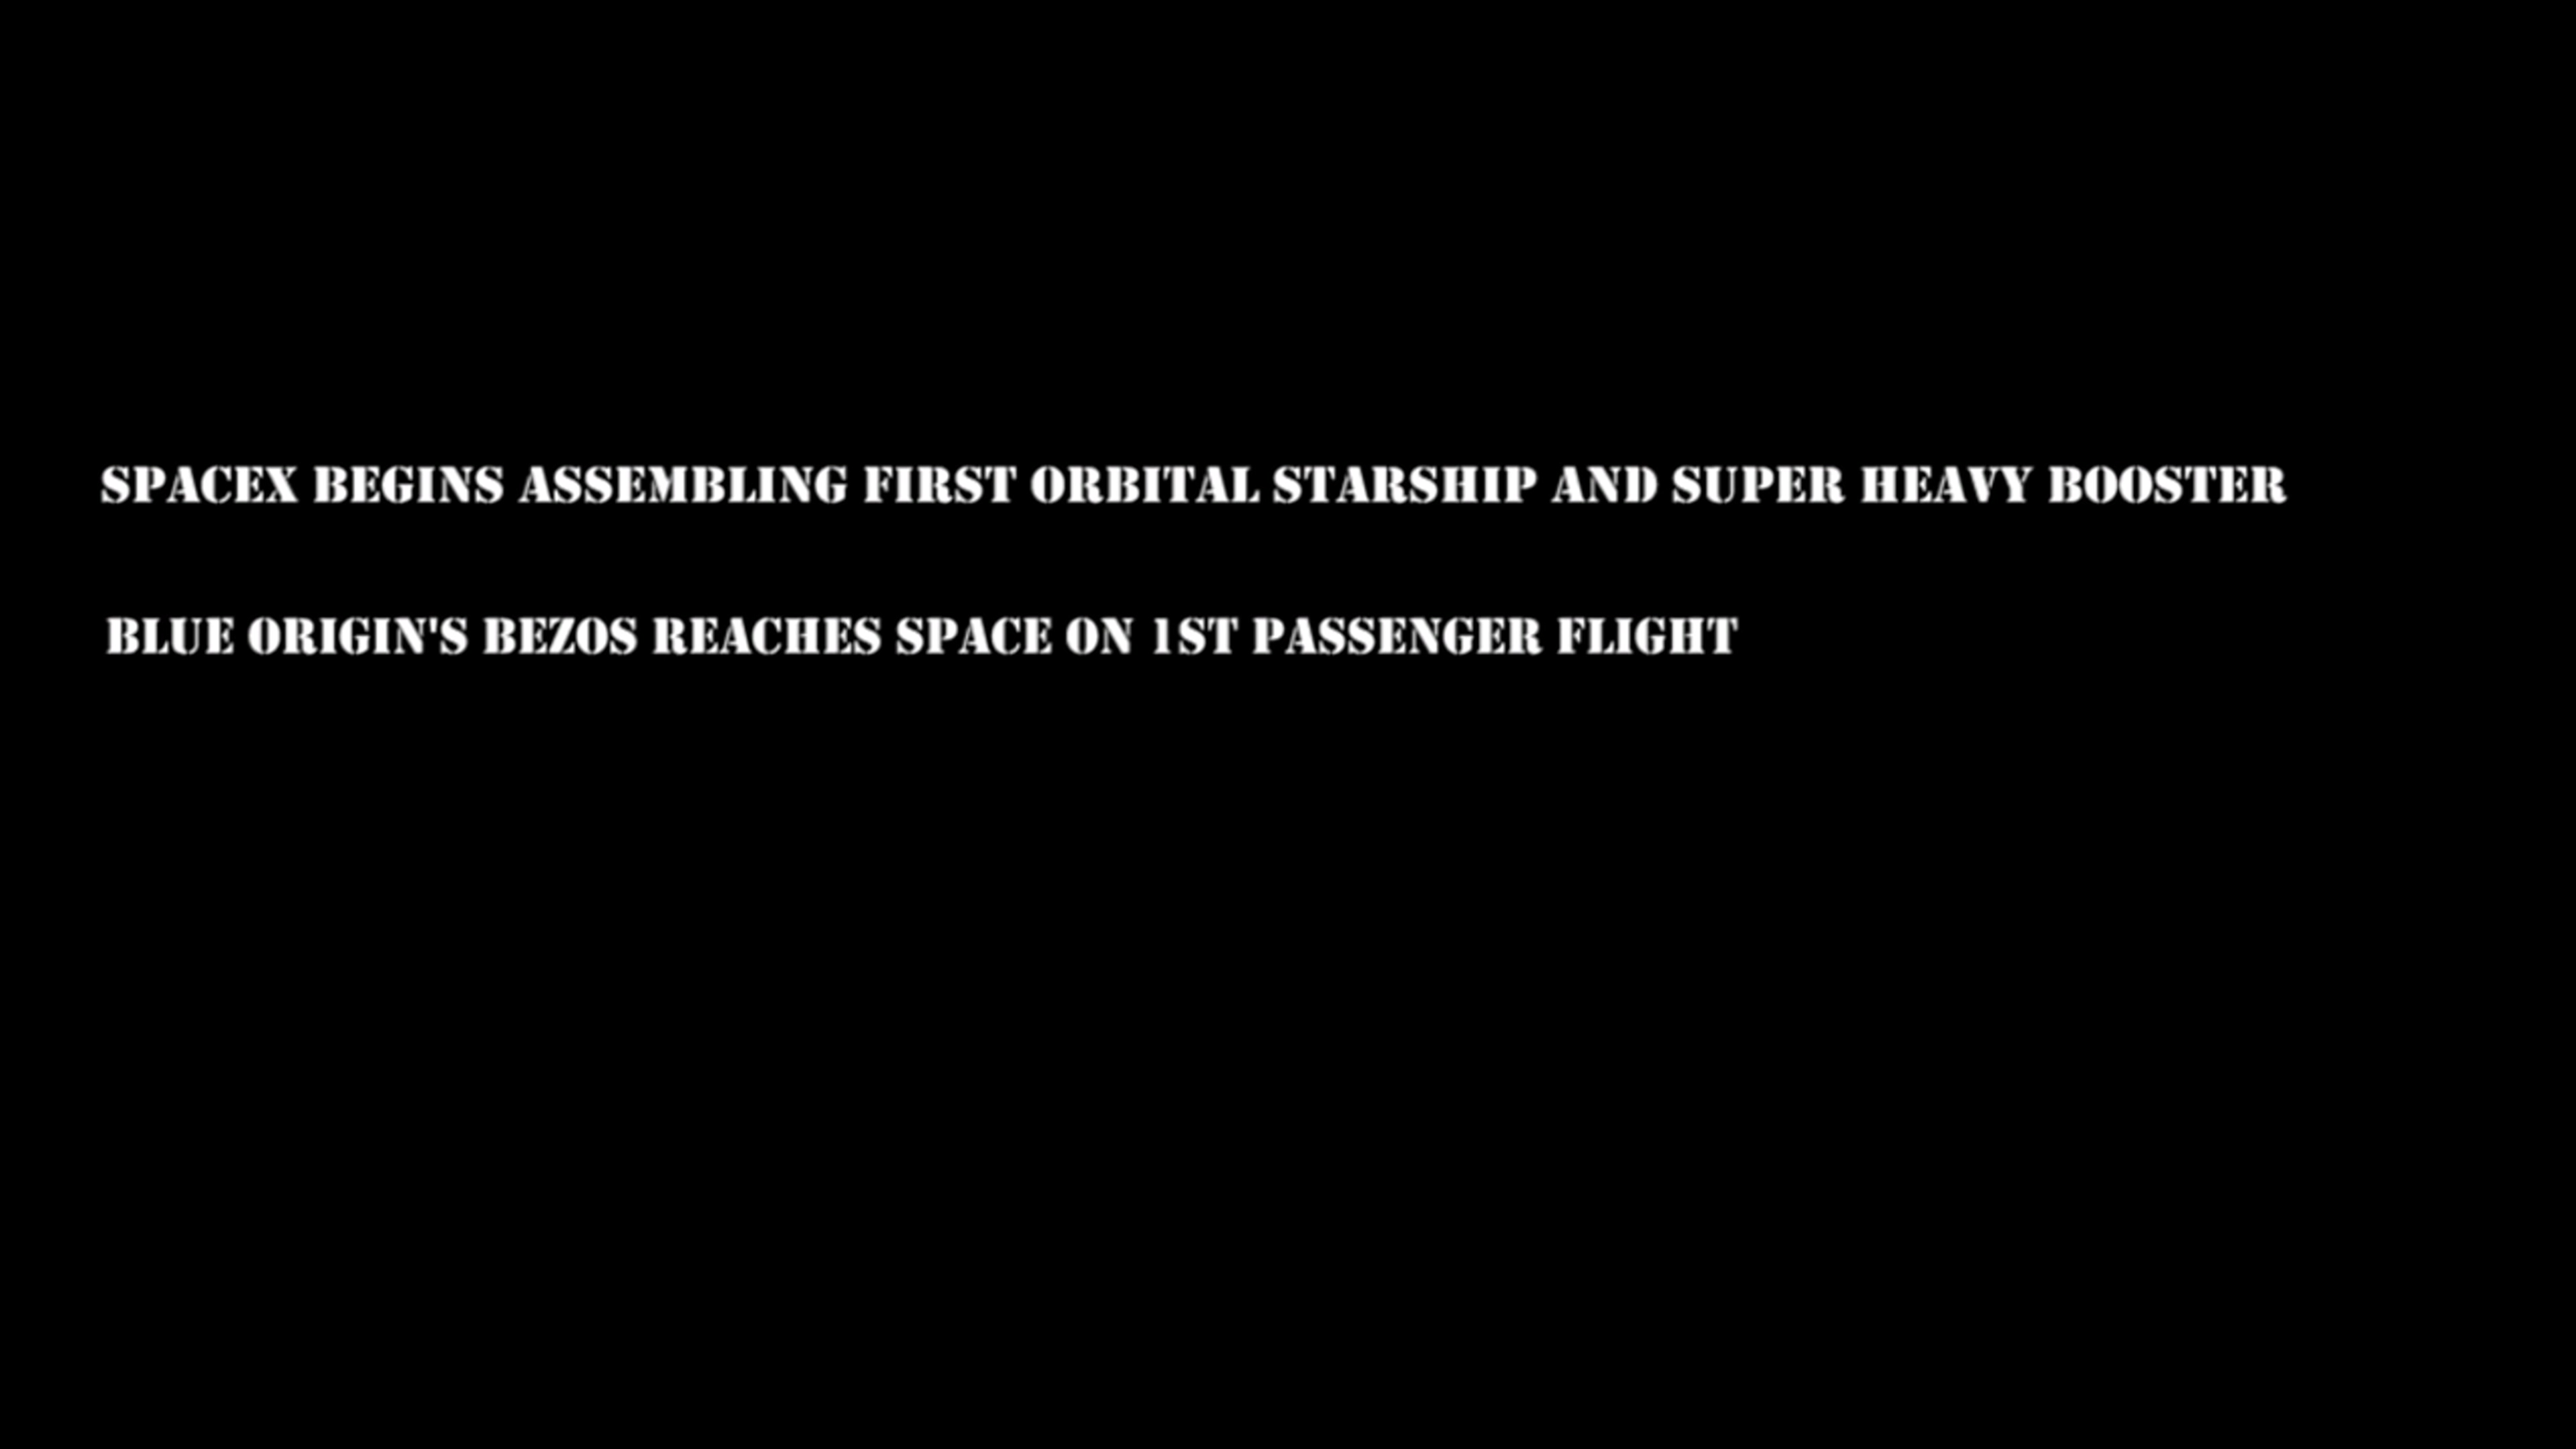 SPACEX BEGINS ASSEMBLING FIRST ORBITAL STARSHIP AND SUPER HEAVY BOOSTER
BLUE ORIGIN'S BEZOS REACHES SPACE ON 1ST PASSENGER FLIGHT